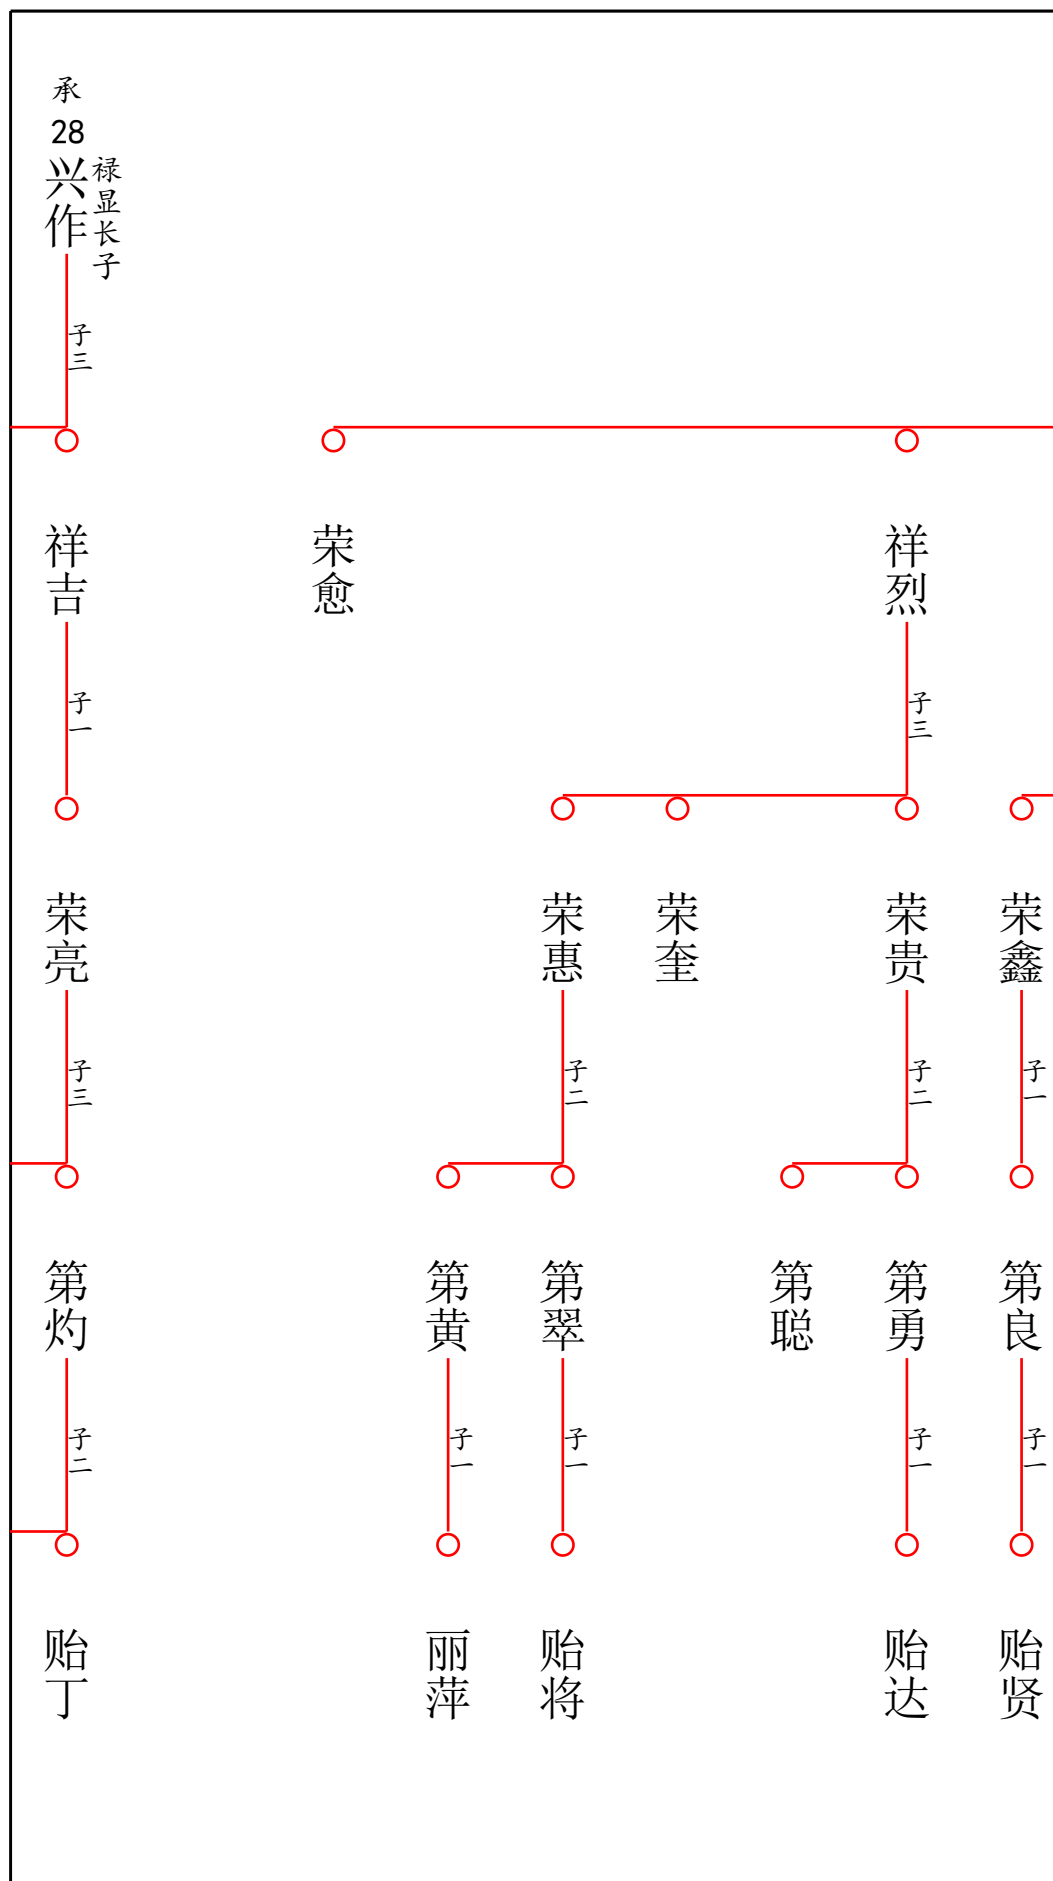 承
28
兴作
禄显长子
子三
祥吉
荣愈
祥烈
子一
子三
荣亮
荣惠
荣奎
荣贵
荣鑫
子三
子二
子二
子一
第灼
第黄
第翠
第聪
第勇
第良
子二
子一
子一
子一
子一
贻丁
丽萍
贻将
贻达
贻贤